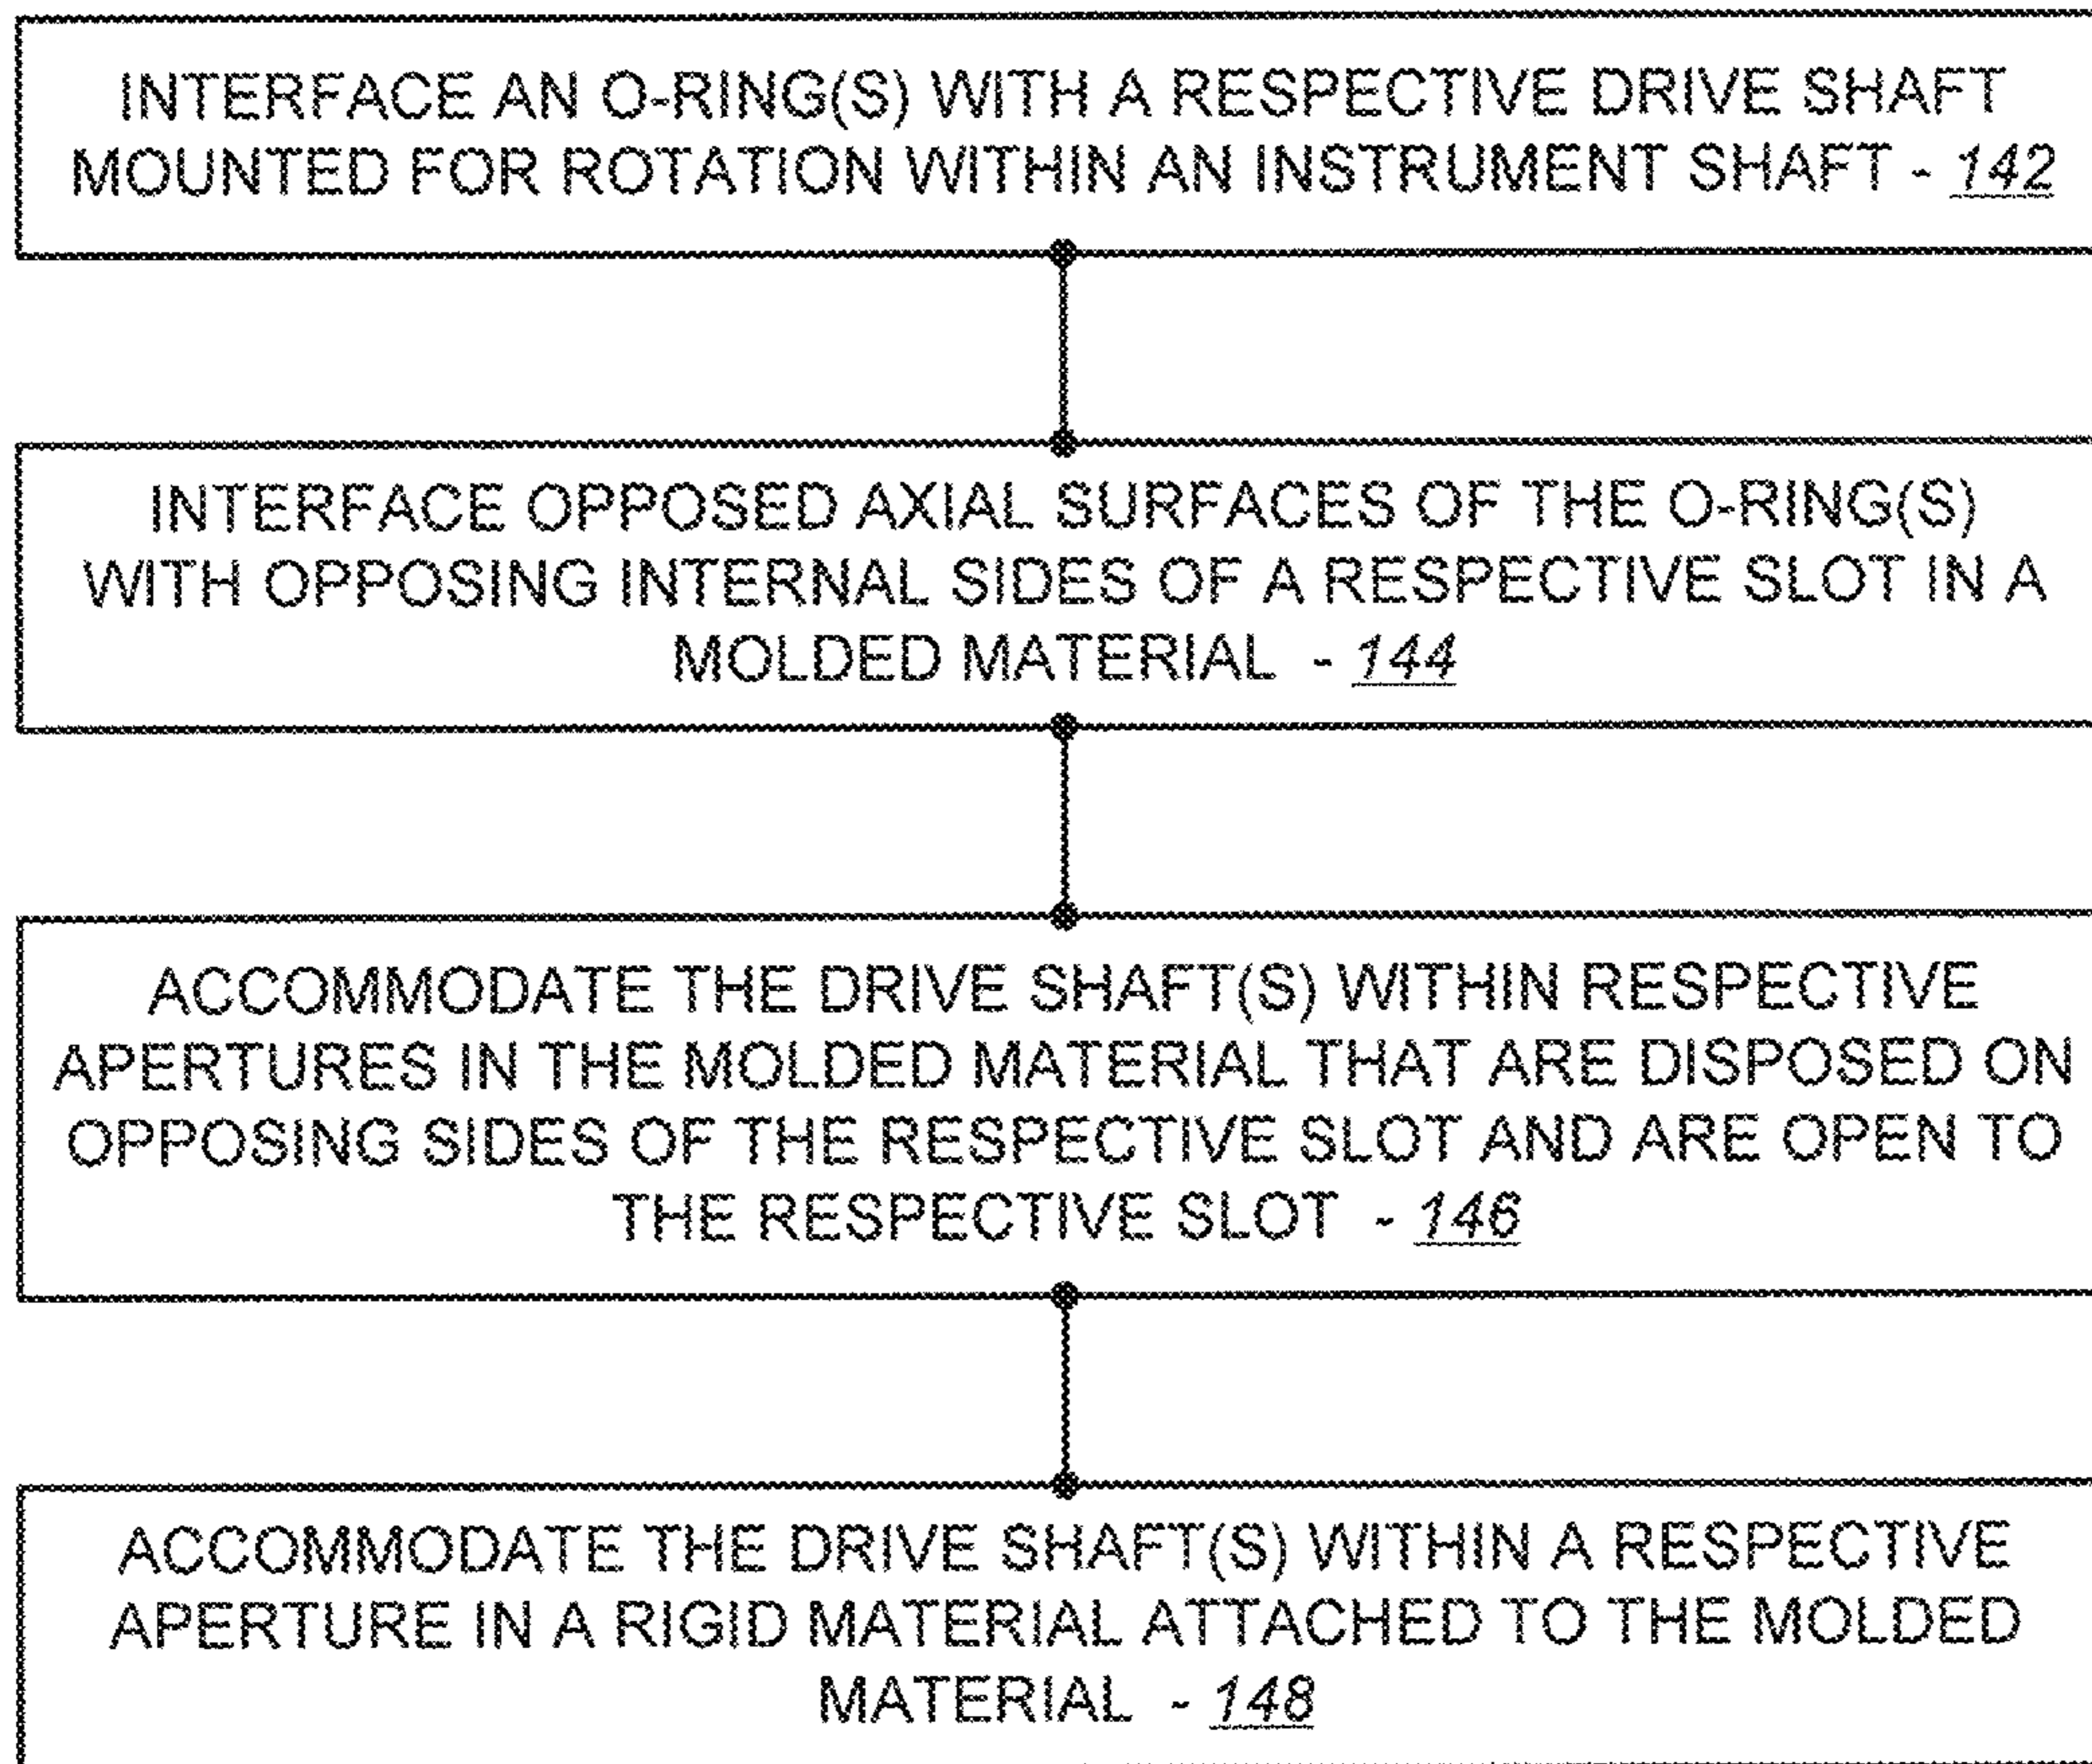 INTERFACE AN O-RING(S) WITH A RESPECTIVE DRIVE SHAFT
MOUNTED FOR ROTATION WITHIN AN INSTRUMENT SHAFT - 142
INTERFACE OPPOSED AXIAL SURFACES OF THE O-RING(S)
WITH OPPOSING INTERNAL SIDES OF A RESPECTIVE SLOT IN A
MOLDED MATERIAL - 144
ACCOMMODATE THE DRIVE SHAFT(S) WITHIN RESPECTIVE
APERTURES IN THE MOLDED MATERIAL THAT ARE DISPOSED ON
OPPOSING SIDES OF THE RESPECTIVE SLOT AND ARE OPEN TO
THE RESPECTIVE SLOT - 146
ACCOMMODATE THE DRIVE SHAFT(S) WITHIN A RESPECTIVE
APERTURE IN A RIGID MATERIAL ATTACHED TO THE MOLDED
MATERIAL - 148